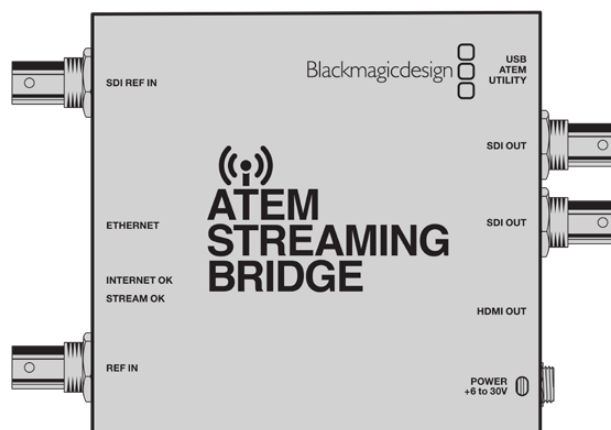 SDI REF IN
Blackmagicdesign
USB
ATEM
UTILITY
SDI OUT
ETHERNET
ATEM
STREAMING
BRIDGE
SDI OUT
INTERNET OK
STREAM OK
HDMI OUT
REF IN
POWER
+6 to 30V